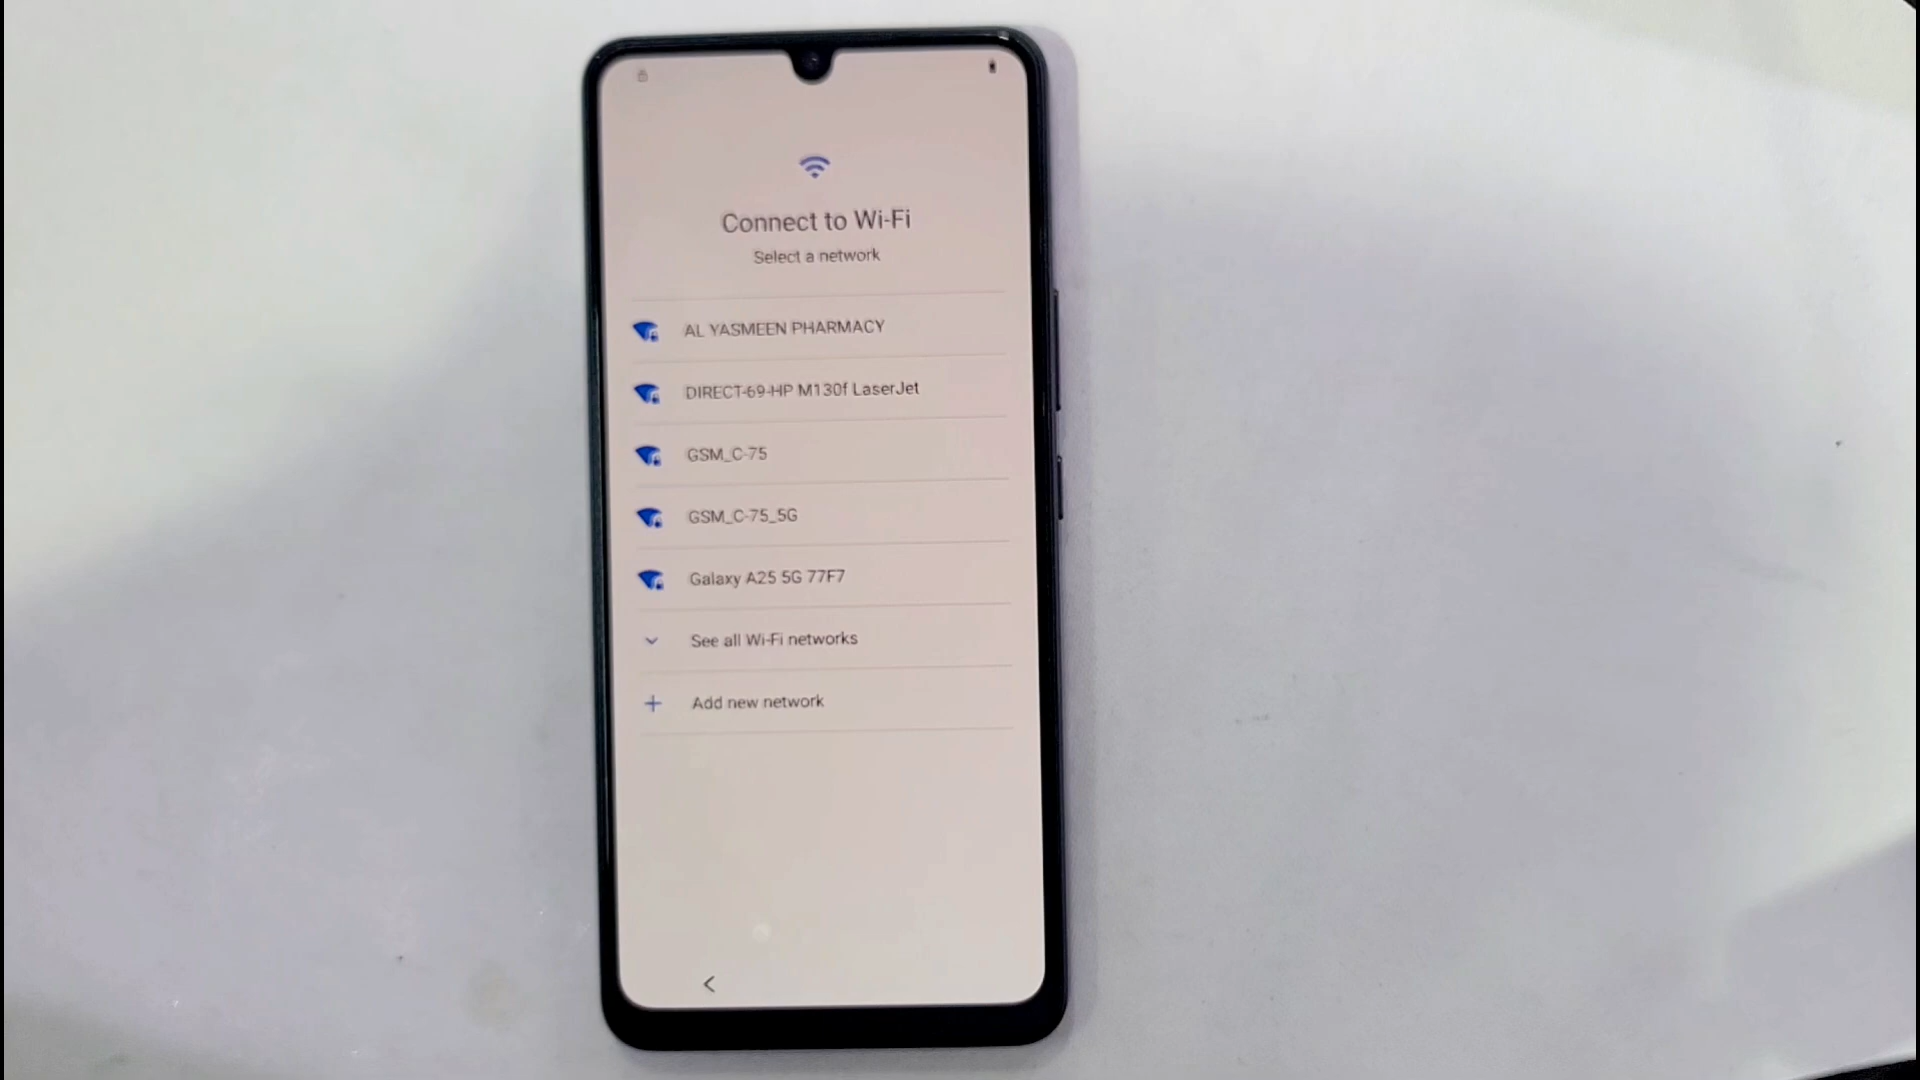 Connect to Wi-Fi
Select a network
AL YASMEEN PHARMACY
DIRECT-69-HP M130f LaserJet
GSM_C-75
GSM_C-75_5G
Galaxy A25 5G 77F7
See all Wi-Fi networks
Add new network